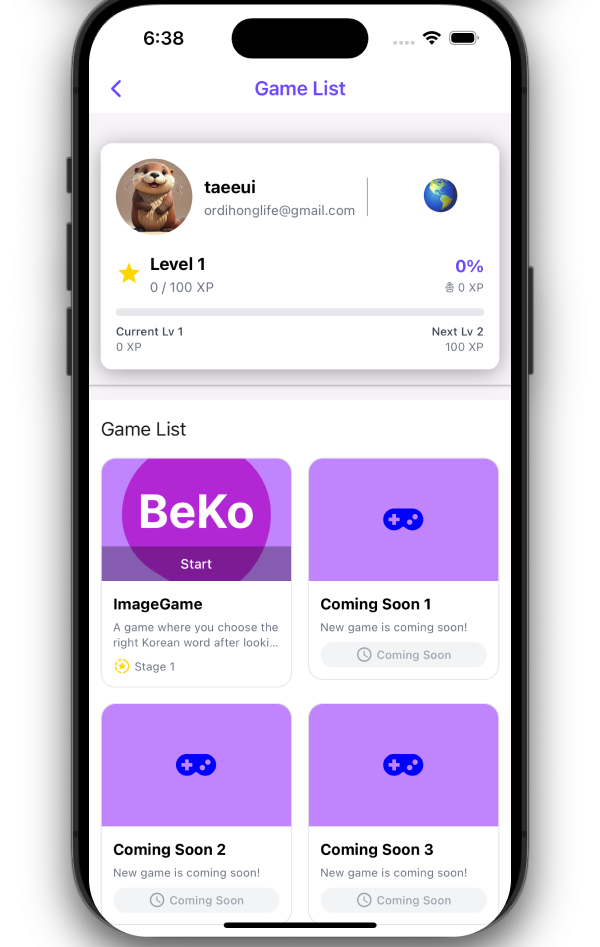 6:38
Game List
taeeui
ordihonglife@gmail.com
Level 1
0%
0 / 100 XP
총 0 XP
Current Lv 1
Next Lv 2
0 XP
100 XP
Game List
BeKo
Start
ImageGame
A game where you choose the
right Korean word after looki...
Stage 1
Coming Soon 1
New game is coming soon!
Coming Soon
Coming Soon 2
New game is coming soon!
Coming Soon
Coming Soon 3
New game is coming soon!
Coming Soon